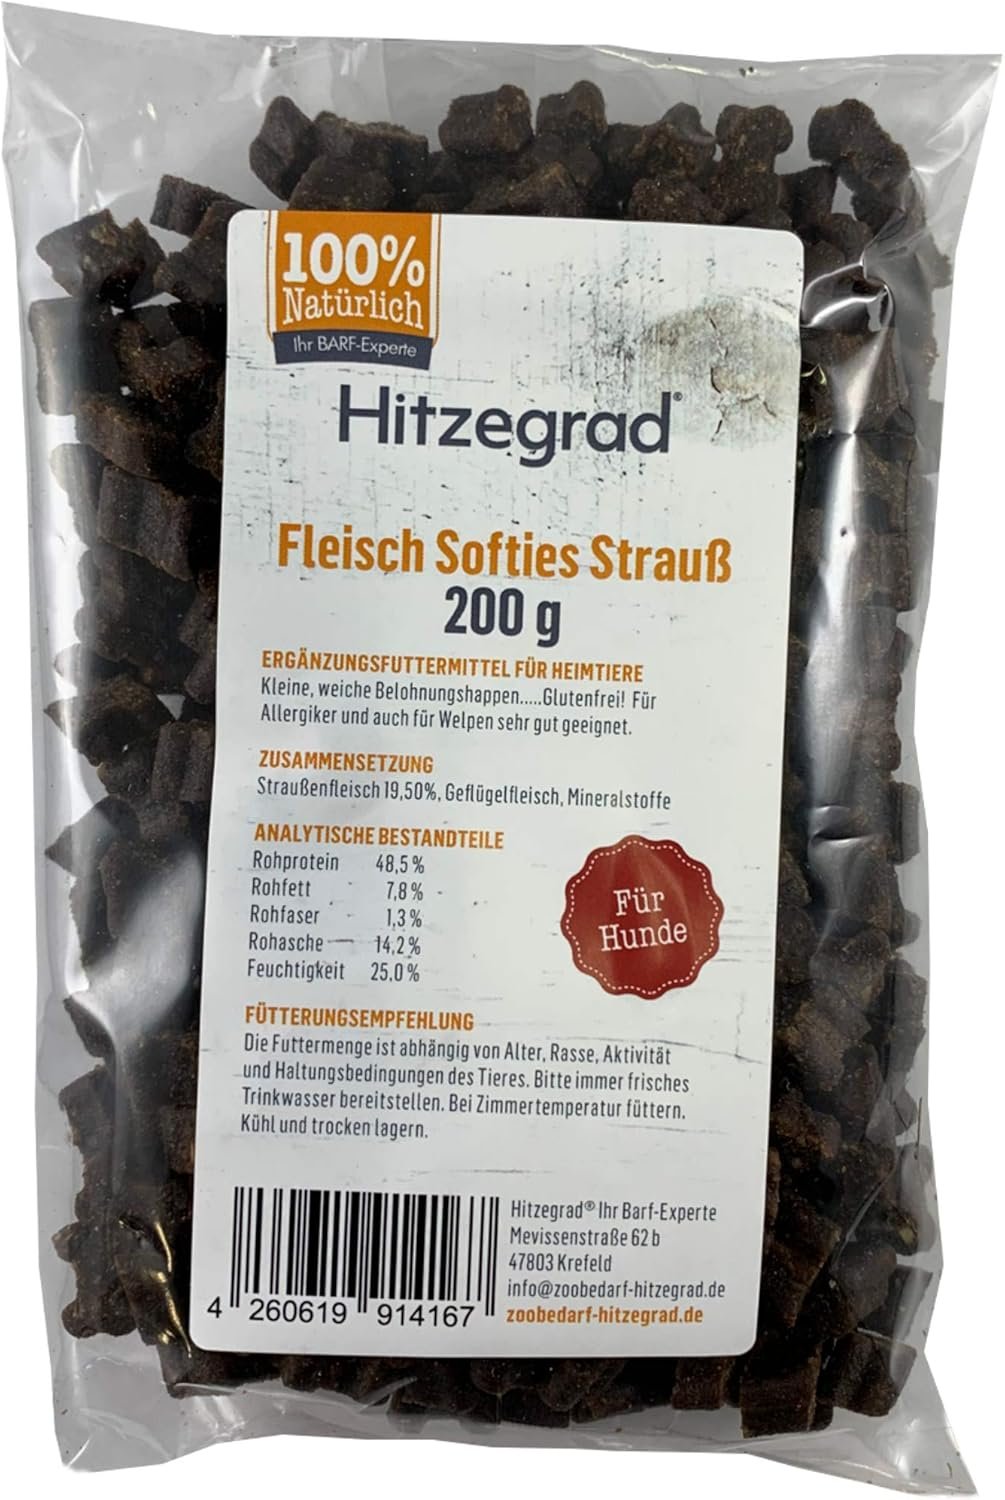 100%
Natürlich
Ihr BARF-Experte
Hitzegrad®
Fleisch Softies Strauß
200 g
ERGÄNZUNGSFUTTERMITTEL FÜR HEIMTIERE
Kleine, weiche Belohnungshappen.....Glutenfrei! Für
Allergiker und auch für Welpen sehr gut geeignet.
ZUSAMMENSETZUNG
Straußenfleisch 19,50%, Geflügelfleisch, Mineralstoffe
ANALYTISCHE BESTANDTEILE
Rohprotein 48,5 %
Rohfett 7,8 %
Rohfaser 1,3 %
Rohasche 14,2 %
Feuchtigkeit 25,0 %
Für
Hunde
FÜTTERUNGSEMPFEHLUNG
Die Futtermenge ist abhängig von Alter, Rasse, Aktivität
und Haltungsbedingungen des Tieres. Bitte immer frisches
Trinkwasser bereitstellen. Bei Zimmertemperatur füttern.
Kühl und trocken lagern.
4 260619 914167
Hitzegrad® Ihr Barf-Experte
Mevissenstraße 62 b
47803 Krefeld
info@zoobedarf-hitzegrad.de
zoobedarf-hitzegrad.de